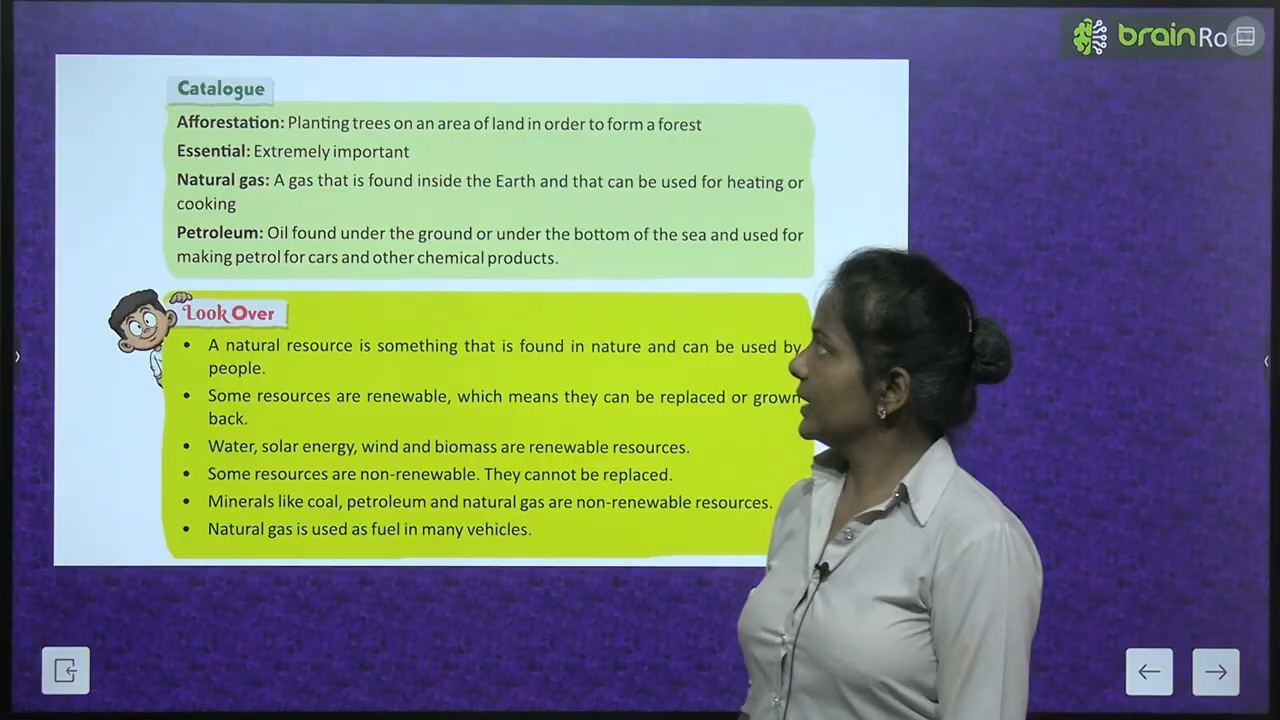 brainRo
Catalogue
Afforestation: Planting trees on an area of land in order to form a forest
Essential: Extremely important
Natural gas: A gas that is found inside the Earth and that can be used for heating or
cooking
Petroleum: Oil found under the ground or under the bottom of the sea and used for
making petrol for cars and other chemical products.
Look Over
• A natural resource is something that is found in nature and can be used by
people.
• Some resources are renewable, which means they can be replaced or grown
back.
• Water, solar energy, wind and biomass are renewable resources.
• Some resources are non-renewable. They cannot be replaced.
• Minerals like coal, petroleum and natural gas are non-renewable resources.
• Natural gas is used as fuel in many vehicles.